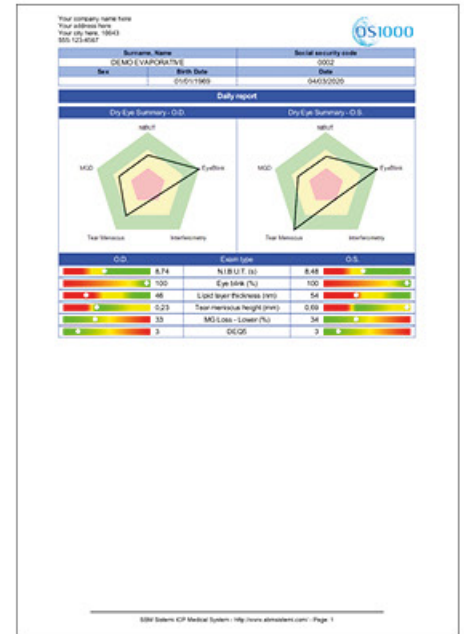 Your company name here
Your address here
Your city here, 10043
555 123-4567
OS1000
Surname, Name Social security code
DEMO EVAPORATIVE 0002
Sex Birth Date Date
01/01/1969 04/03/2020
Daily report
Dry Eye Summary - O.D. Dry Eye Summary - O.S.
NIBUT NIBUT
MGD EyeBlink MGD EyeBlink
Tear Meniscus Interferometry Tear Meniscus Interferometry
O.D. Exam type O.S.
8,74 N.I.B.U.T. (s) 8,48
100 Eye blink (%) 100
46 Lipid layer thickness (nm) 54
0,23 Tear meniscus height (mm) 0,69
33 MG Loss - Lower (%) 34
3 DEQ5 3
SBM Sistemi ICP Medical System - http://www.sbmsistemi.com/ - Page 1